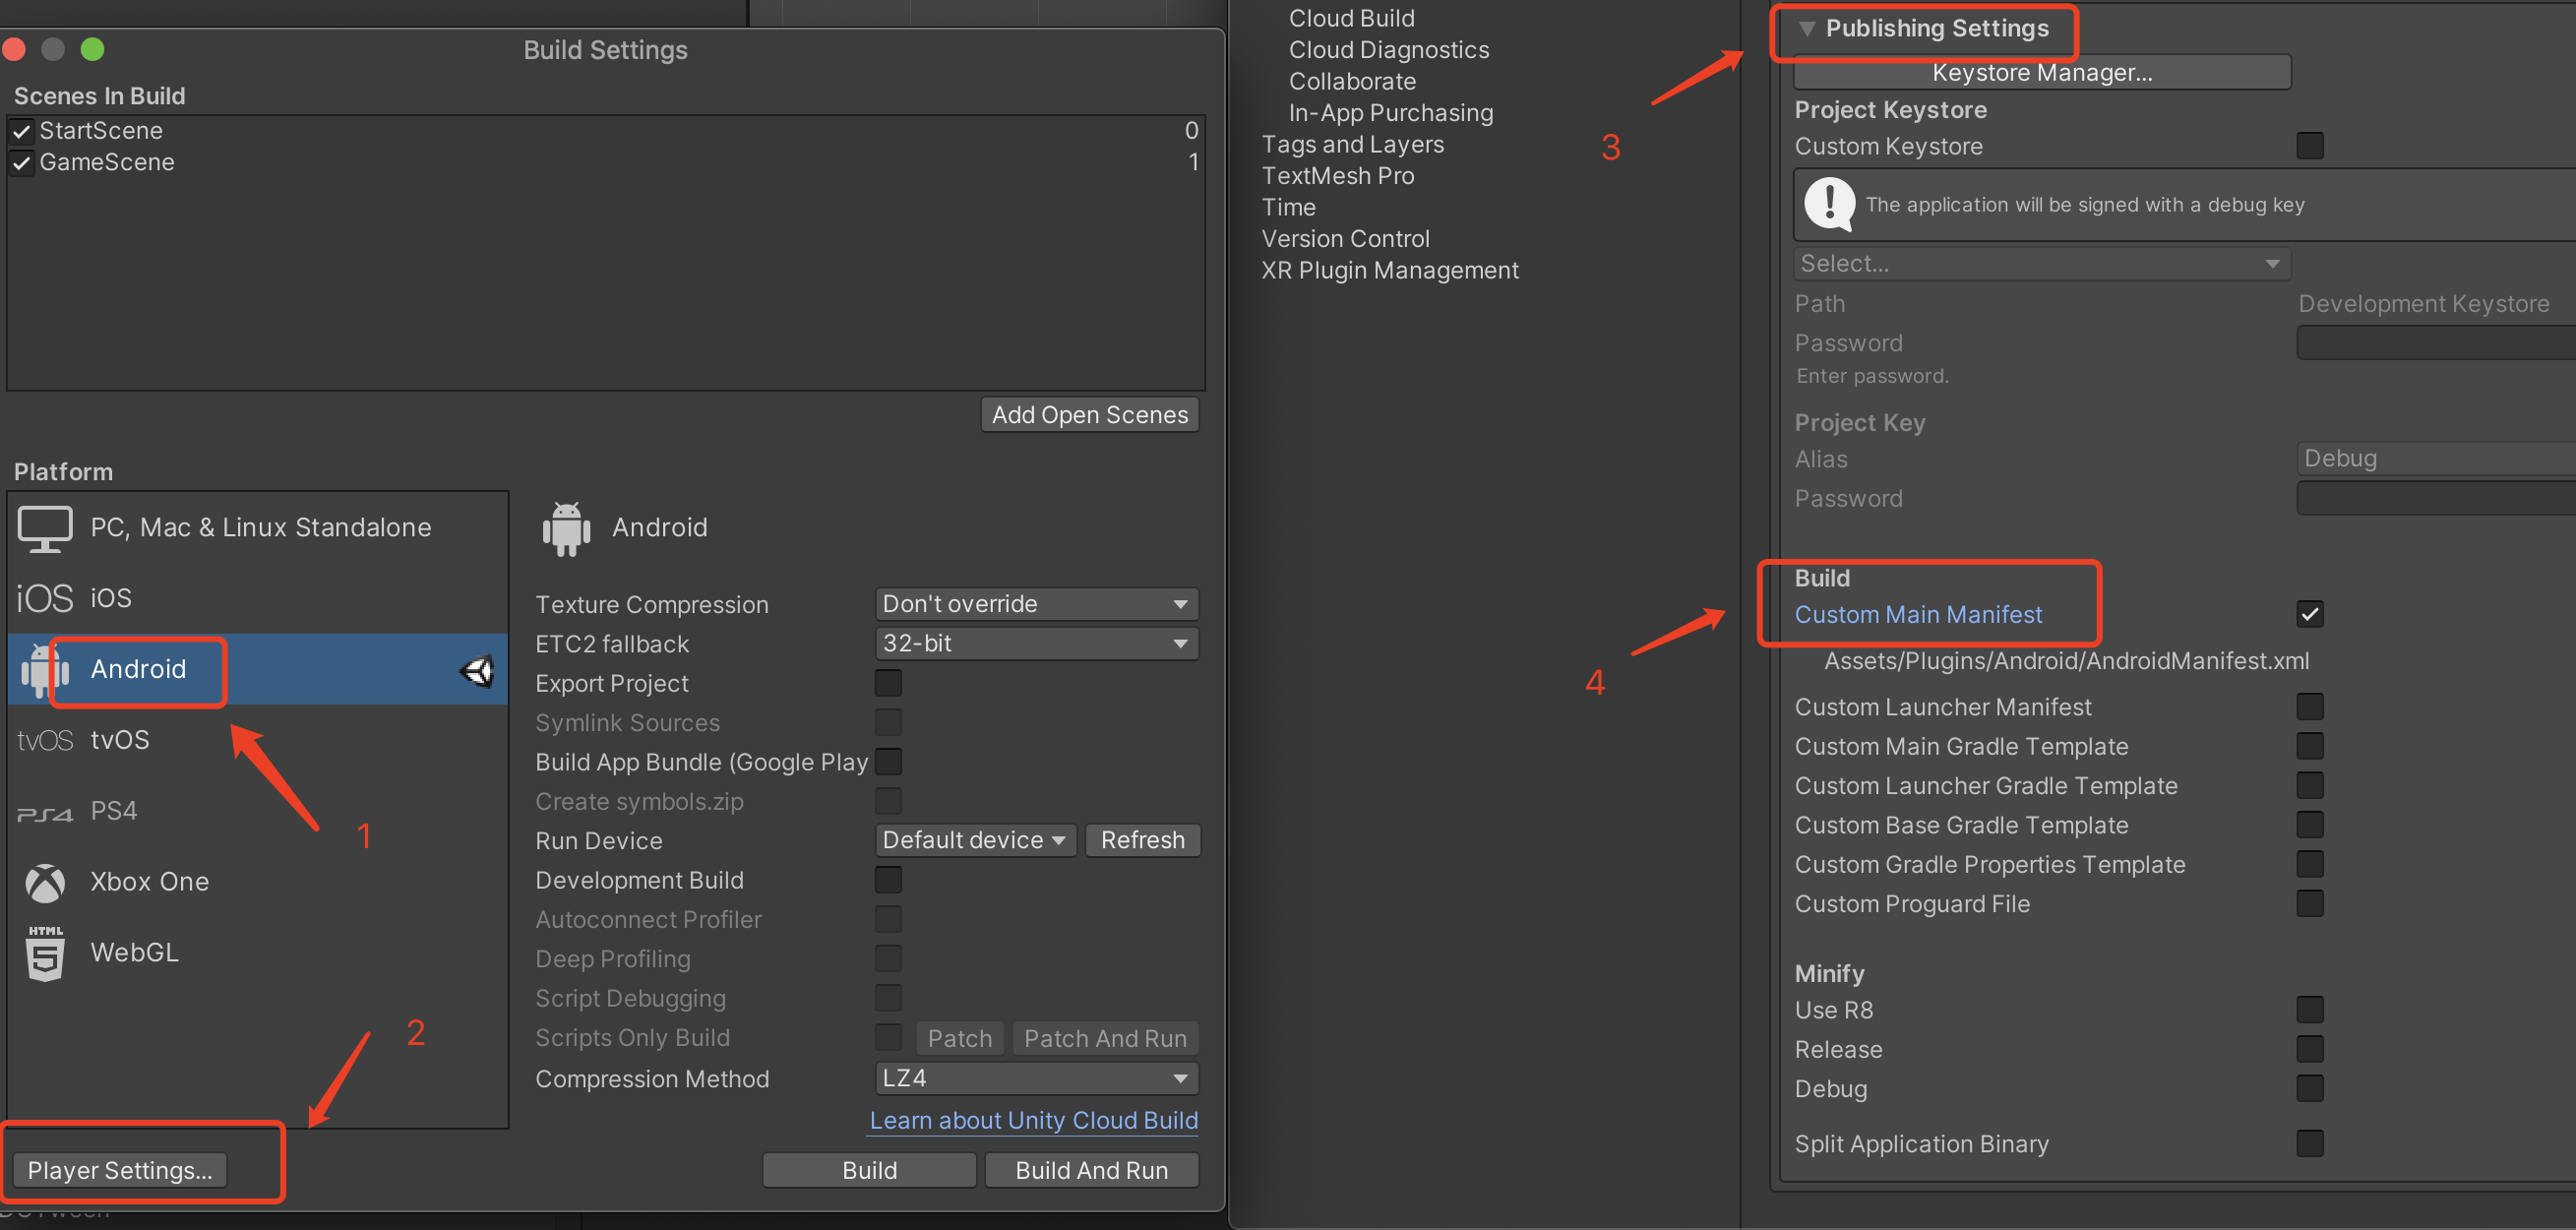 Build Settings
Scenes In Build
StartScene 0
GameScene 1
Add Open Scenes
Platform
PC, Mac & Linux Standalone
iOS iOS
Android
tvOS tvOS
PS4 PS4
Xbox One
HTML
5 WebGL
1
2
Player Settings...
Android
Texture Compression Don't override
ETC2 fallback 32-bit
Export Project
Symlink Sources
Build App Bundle (Google Play
Create symbols.zip
Run Device Default device Refresh
Development Build
Autoconnect Profiler
Deep Profiling
Script Debugging
Scripts Only Build Patch Patch And Run
Compression Method LZ4
Learn about Unity Cloud Build
Build Build And Run
Cloud Build
Cloud Diagnostics
Collaborate
In-App Purchasing
Tags and Layers
TextMesh Pro
Time
Version Control
XR Plugin Management
3
4
Publishing Settings
Keystore Manager...
Project Keystore
Custom Keystore
The application will be signed with a debug key
Select...
Path Development Keystore
Password
Enter password.
Project Key
Alias Debug
Password
Build
Custom Main Manifest
Assets/Plugins/Android/AndroidManifest.xml
Custom Launcher Manifest
Custom Main Gradle Template
Custom Launcher Gradle Template
Custom Base Gradle Template
Custom Gradle Properties Template
Custom Proguard File
Minify
Use R8
Release
Debug
Split Application Binary